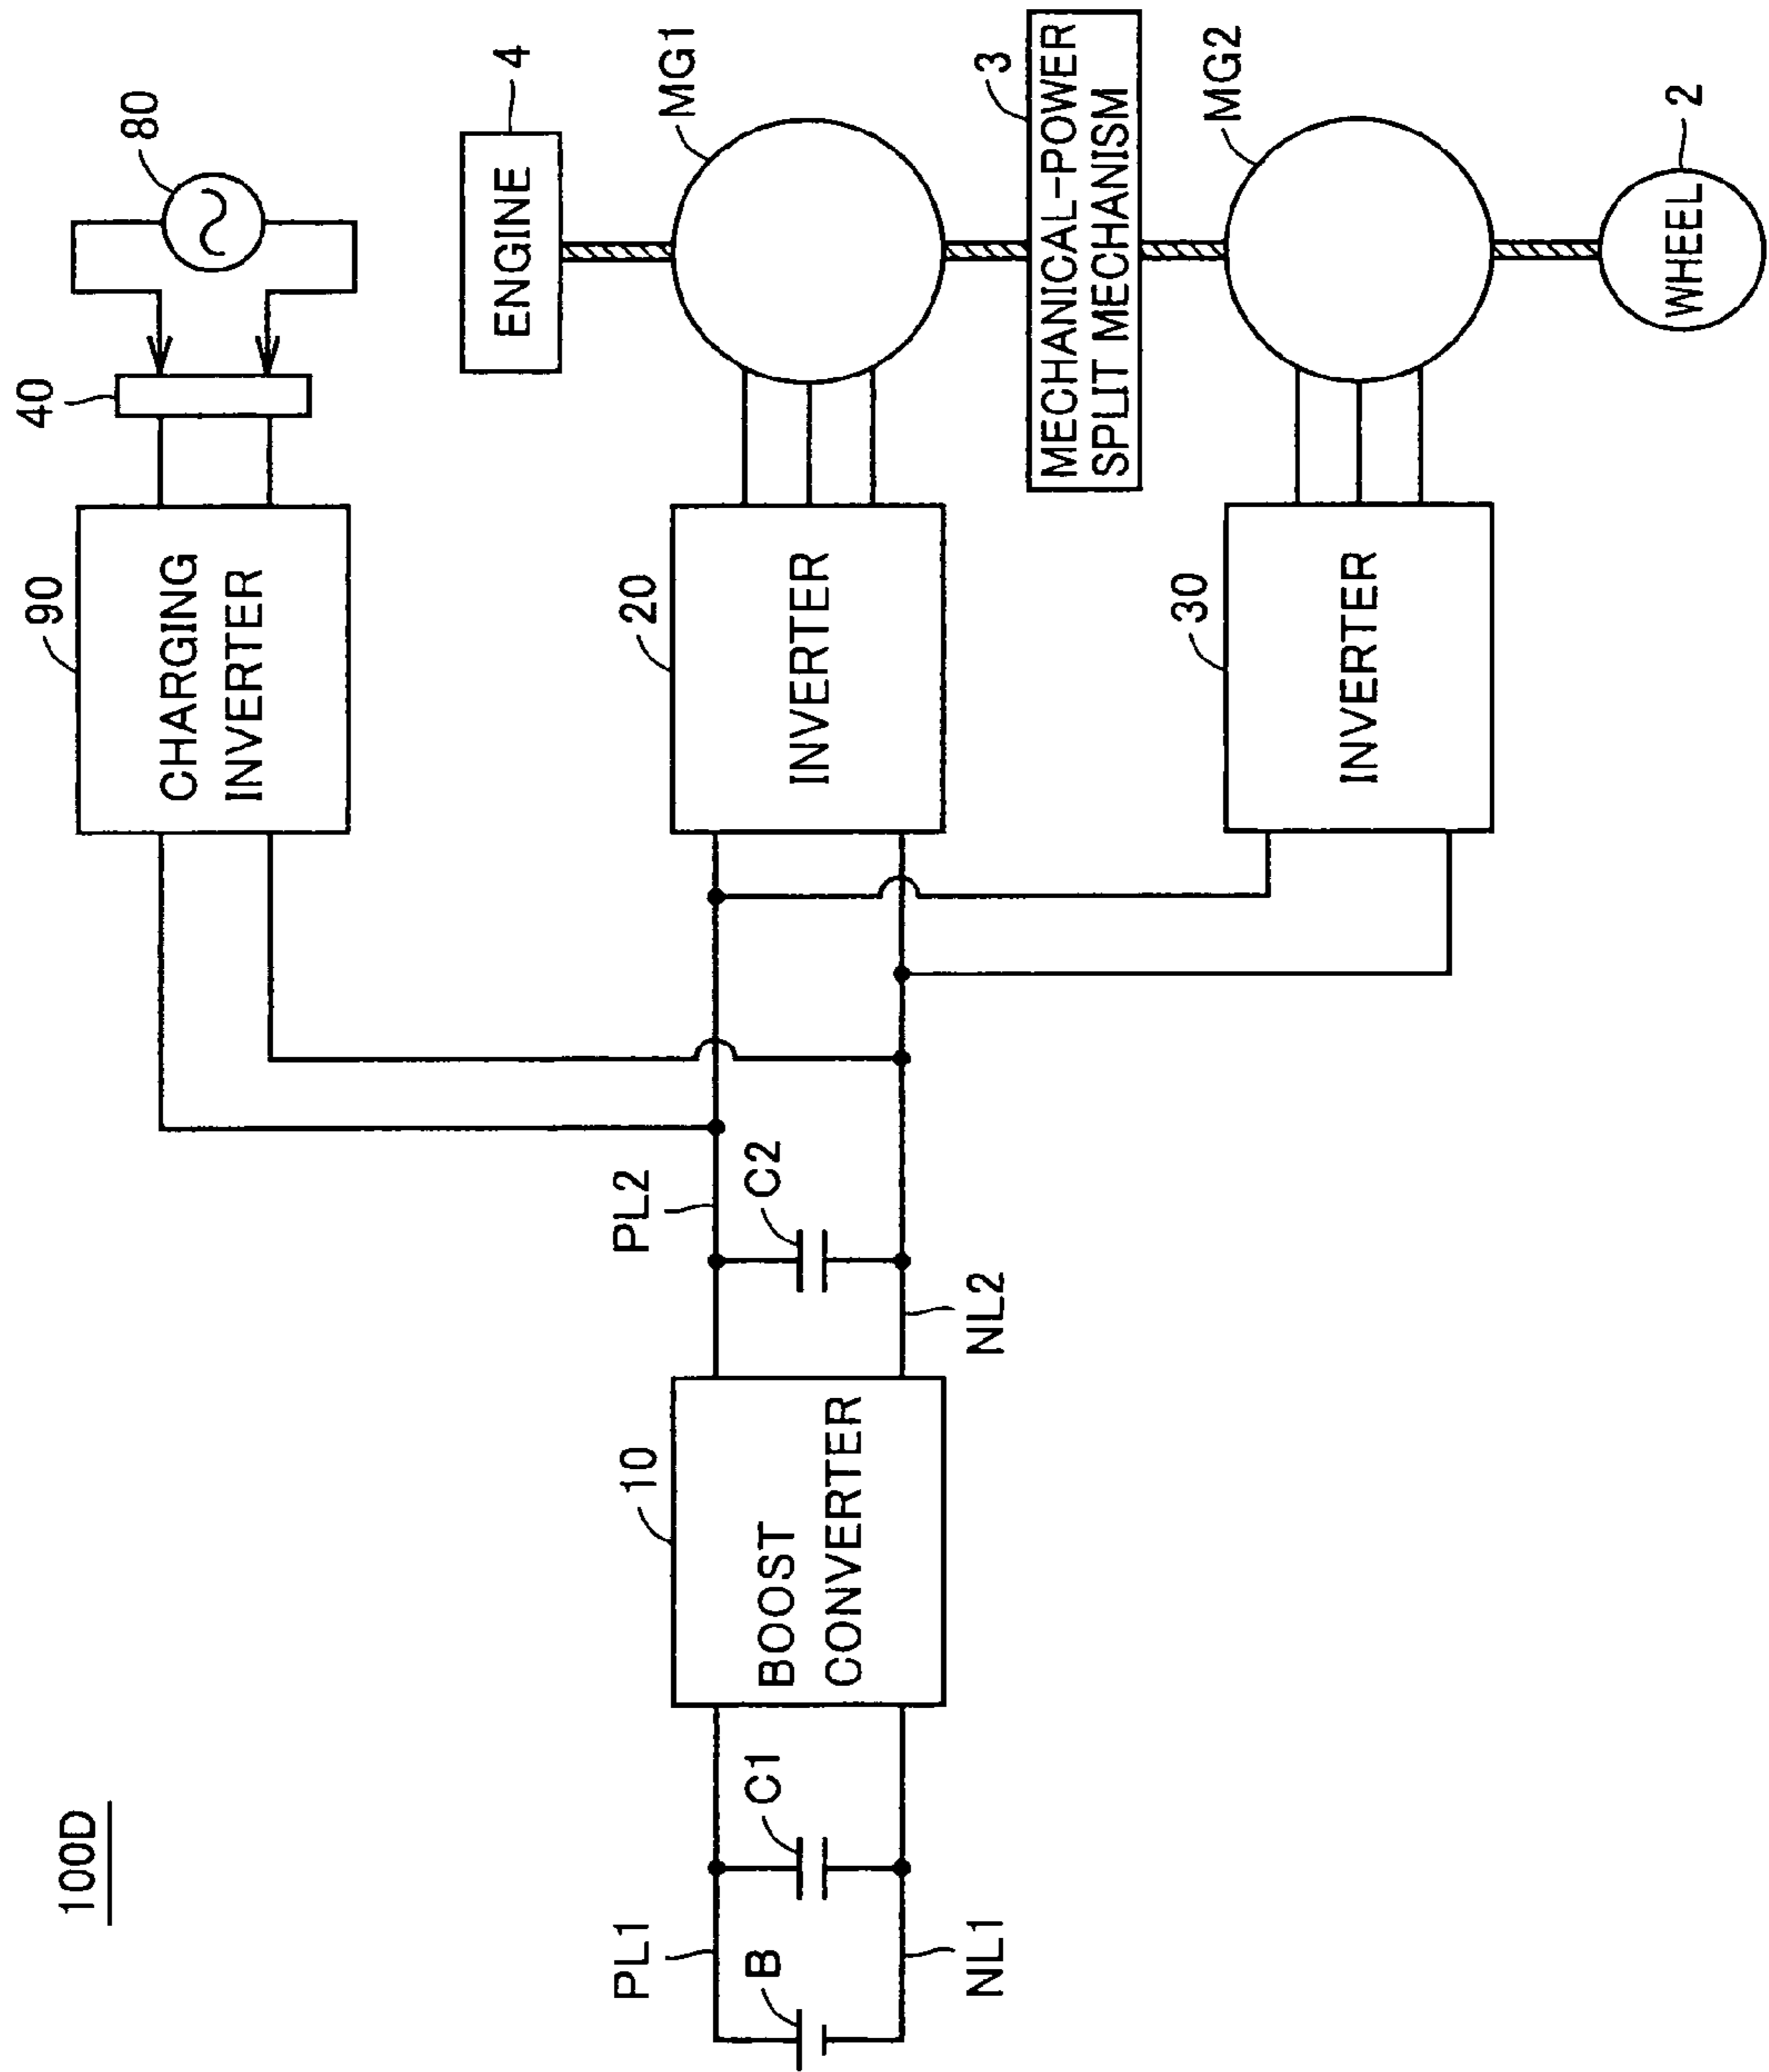 100D
80
40
90
CHARGING
INVERTER
4
ENGINE
MG1
20
INVERTER
3
MECHANICAL-POWER
SPLIT MECHANISM
MG2
30
INVERTER
2
WHEEL
PL2
C2
NL2
10
BOOST
CONVERTER
PL1
C1
B
NL1